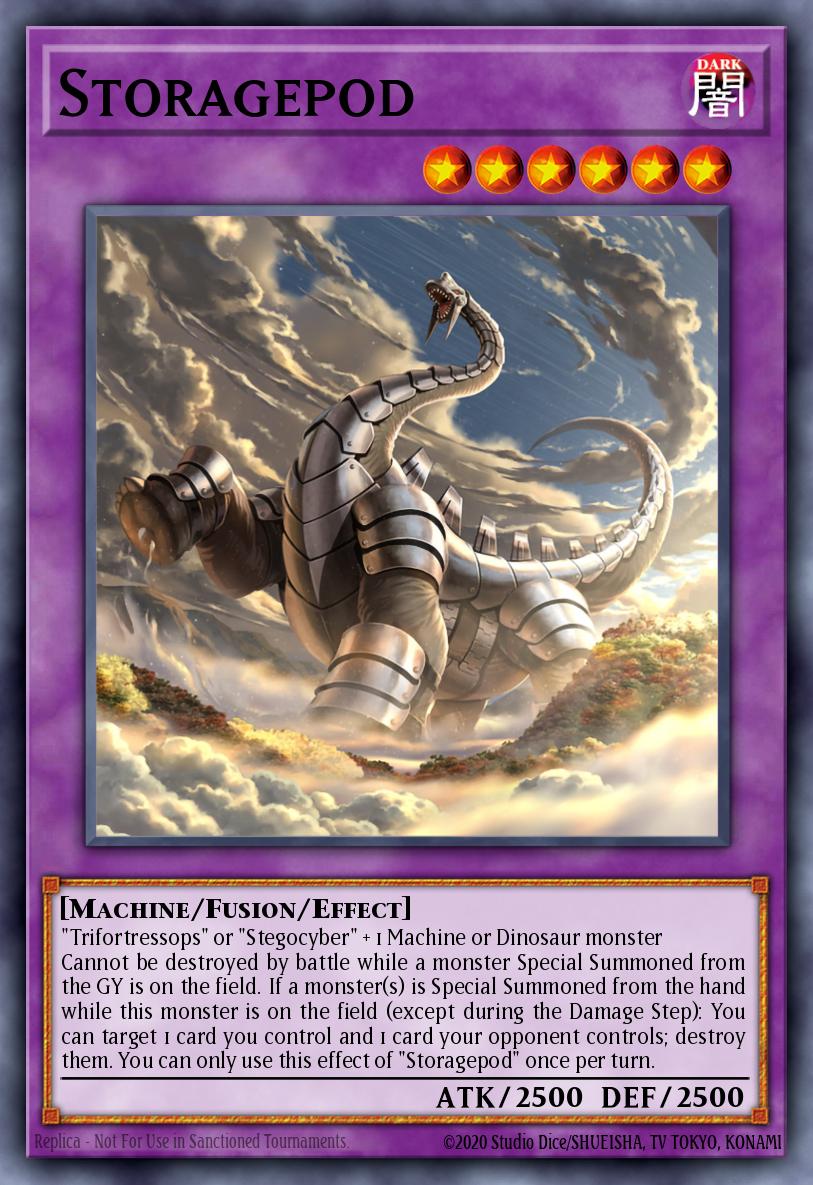 Storagepod
DARK
闇
[Machine/Fusion/Effect]
"Trifortressops" or "Stegocyber" + 1 Machine or Dinosaur monster
Cannot be destroyed by battle while a monster Special Summoned from
the GY is on the field. If a monster(s) is Special Summoned from the hand
while this monster is on the field (except during the Damage Step): You
can target 1 card you control and 1 card your opponent controls; destroy
them. You can only use this effect of "Storagepod" once per turn.
ATK/2500 DEF/2500
Replica - Not For Use in Sanctioned Tournaments.
©2020 Studio Dice/SHUEISHA, TV TOKYO, KONAMI